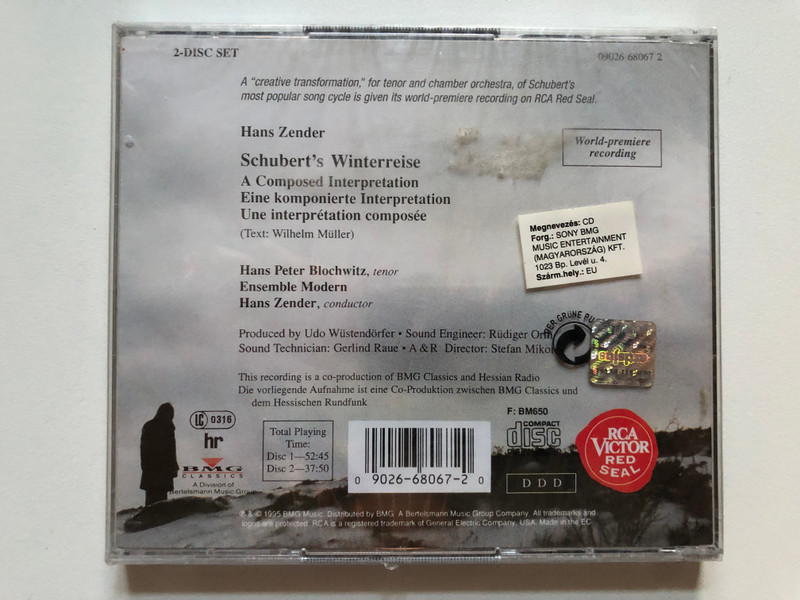 2-DISC SET
09026 68067 2
A "creative transformation," for tenor and chamber orchestra, of Schubert's
most popular song cycle is given its world-premiere recording on RCA Red Seal.
Hans Zender
World-premiere
recording
Schubert's Winterreise
A Composed Interpretation
Eine komponierte Interpretation
Une interprétation composée
(Text: Wilhelm Müller)
Megnevezés: CD
Forg.: SONY BMG
MUSIC ENTERTAINMENT
(MAGYARORSZÁG) KFT.
1023 Bp. Levél u. 4.
Szárm.hely.: EU
Hans Peter Blochwitz, tenor
Ensemble Modern
Hans Zender, conductor
DER GRÜNE PU
Produced by Udo Wüstendörfer • Sound Engineer: Rüdiger
Sound Technician: Gerlind Raue • A & R Director: Stefan
This recording is a co-production of BMG Classics and Hessian Radio
Die vorliegende Aufnahme ist eine Co-Produktion zwischen BMG Classics und
dem Hessischen Rundfunk
LC 0316
hr
BMG
CLASSICS
A Division of
Bertelsmann Music Group
Total Playing
Time:
Disc 1—52:45
Disc 2—37:50
0 9026-68067-2 0
F: BM650
COMPACT
disc
DDD
RCA
VICTOR
RED
SEAL
℗ & © 1995 BMG Music. Distributed by BMG. A Bertelsmann Music Group Company. All trademarks and
logos are protected. RCA is a registered trademark of General Electric Company, USA. Made in the EC